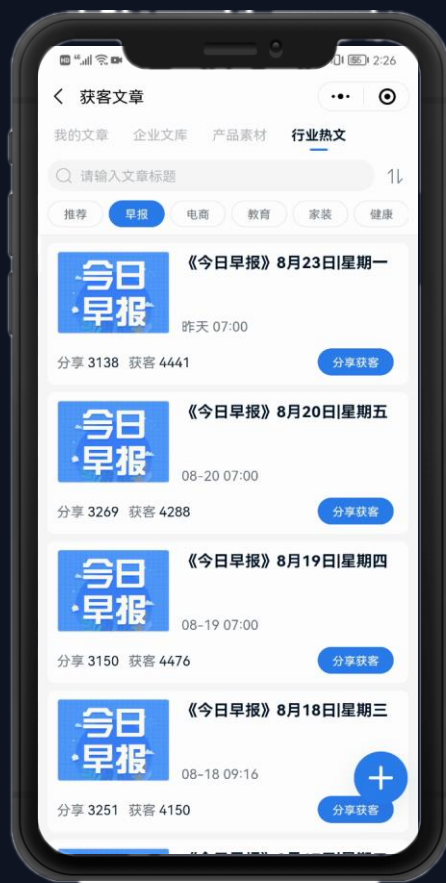 HD 55 2:26
获客文章
我的文章 企业文库 产品素材 行业热文
请输入文章标题
推荐 早报 电商 教育 家装 健康
今日
早报
《今日早报》8月23日|星期一
昨天 07:00
分享 3138 获客 4441 分享获客
今日
早报
《今日早报》8月20日|星期五
08-20 07:00
分享 3269 获客 4288 分享获客
今日
早报
《今日早报》8月19日|星期四
08-19 07:00
分享 3150 获客 4476 分享获客
今日
早报
《今日早报》8月18日|星期三
08-18 09:16
分享 3251 获客 4150 分享获客